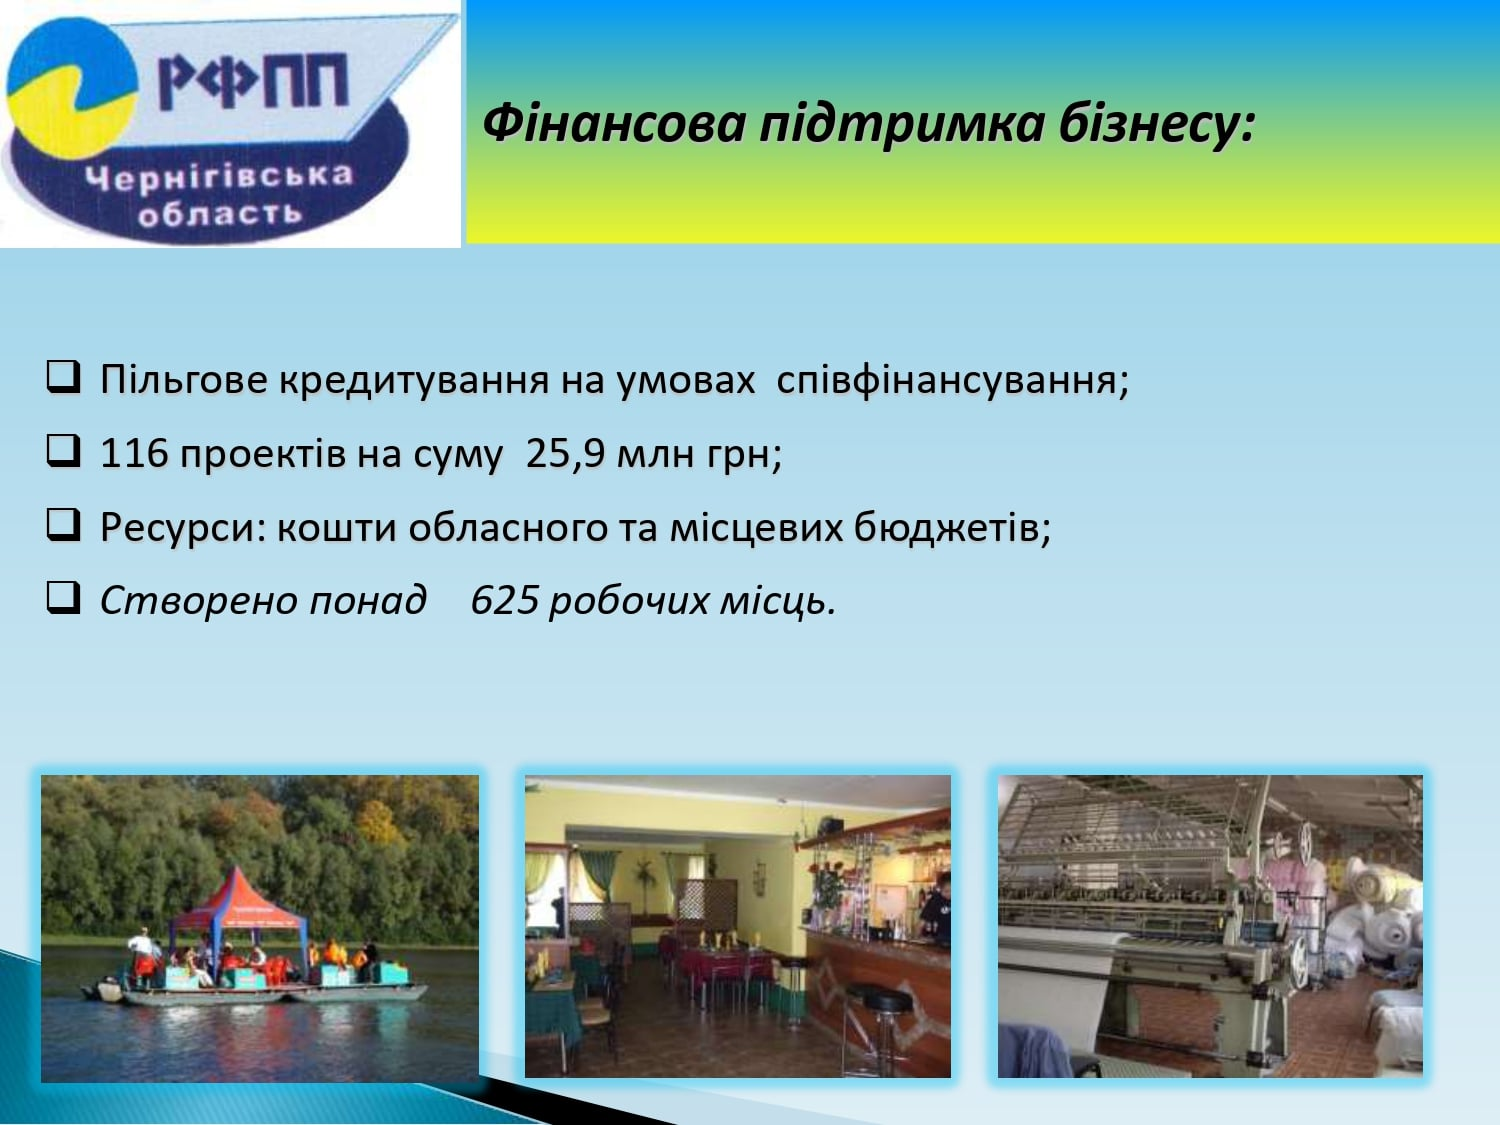 РФПП
Чернігівська
область
Фінансова підтримка бізнесу:
Пільгове кредитування на умовах співфінансування;
116 проектів на суму 25,9 млн грн;
Ресурси: кошти обласного та місцевих бюджетів;
Створено понад 625 робочих місць.